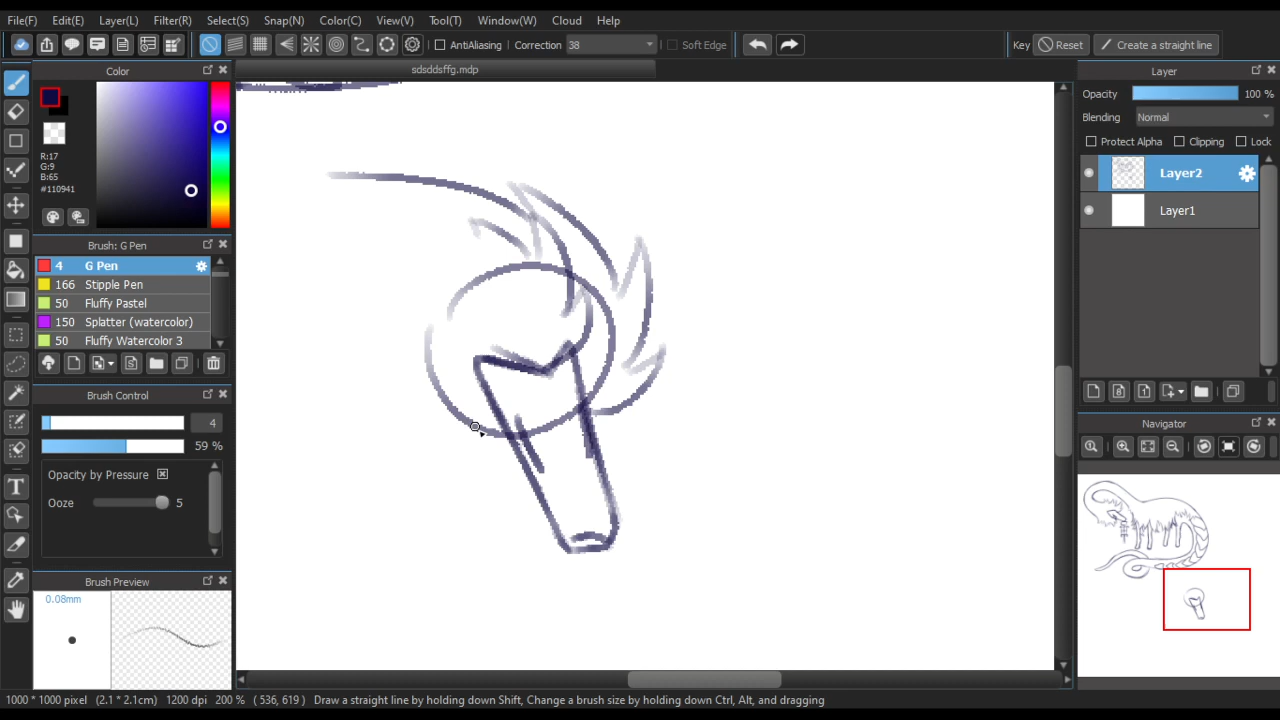 File(F) Edit(E) Layer(L) Filter(R) Select(S) Snap(N) Color(C) View(V) Tool(T) Window(W) Cloud Help
AntiAliasing Correction 38 Soft Edge Key Reset Create a straight line
Color
sdsddsffg.mdp
Layer
Opacity 100 %
Blending Normal
Protect Alpha Clipping Lock
R:17
G:9
B:65
#110941
Layer2
Layer1
Brush: G Pen
4 G Pen
166 Stipple Pen
50 Fluffy Pastel
150 Splatter (watercolor)
50 Fluffy Watercolor 3
Brush Control
4
59 %
Opacity by Pressure
Ooze 5
Navigator
Brush Preview
0.08mm
1000 * 1000 pixel (2.1 * 2.1cm) 1200 dpi 200 % ( 536, 619 ) Draw a straight line by holding down Shift, Change a brush size by holding down Ctrl, Alt, and dragging